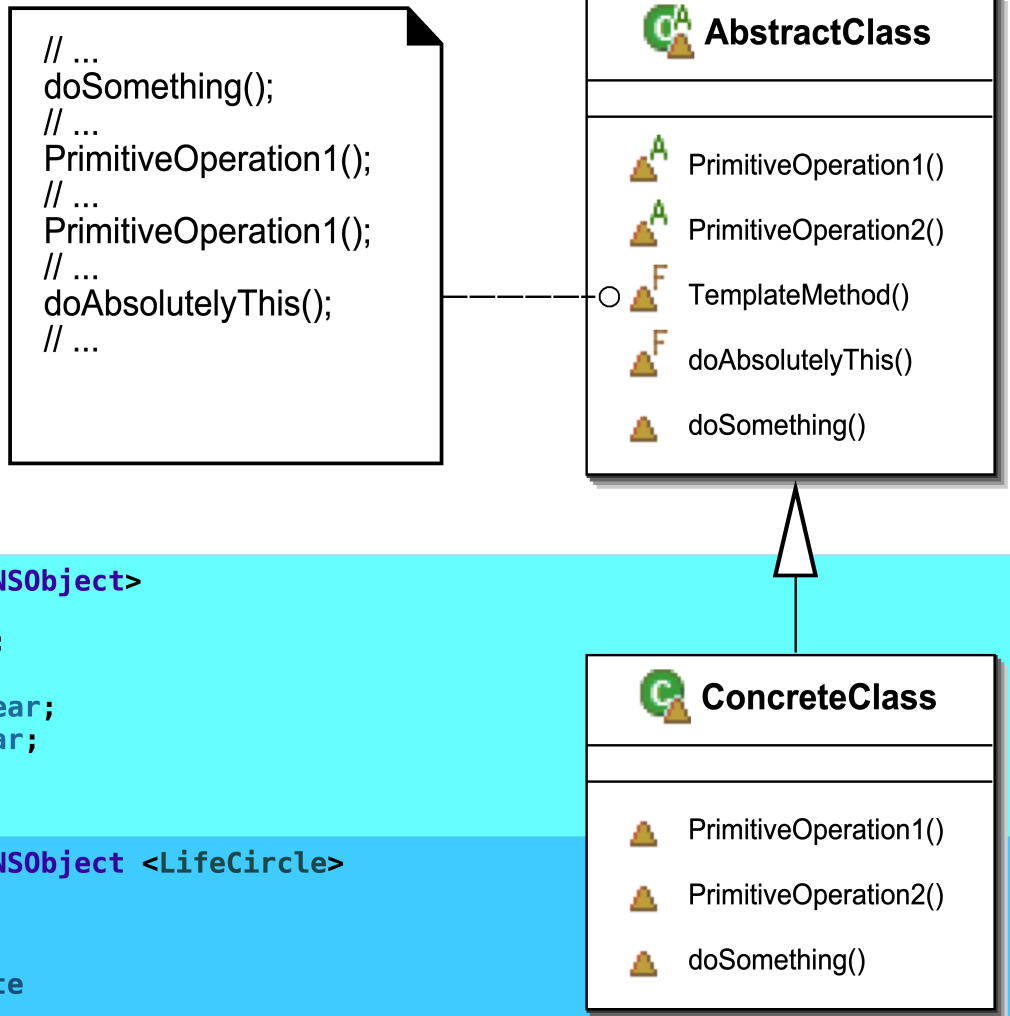 // ...
doSomething();
// ...
PrimitiveOperation1();
// ...
PrimitiveOperation1();
// ...
doAbsolutelyThis();
// ...
AbstractClass
PrimitiveOperation1()
PrimitiveOperation2()
TemplateMethod()
doAbsolutelyThis()
doSomething()
NSObject>
;
ear;
ar;
NSObject <LifeCircle>
te
ConcreteClass
PrimitiveOperation1()
PrimitiveOperation2()
doSomething()